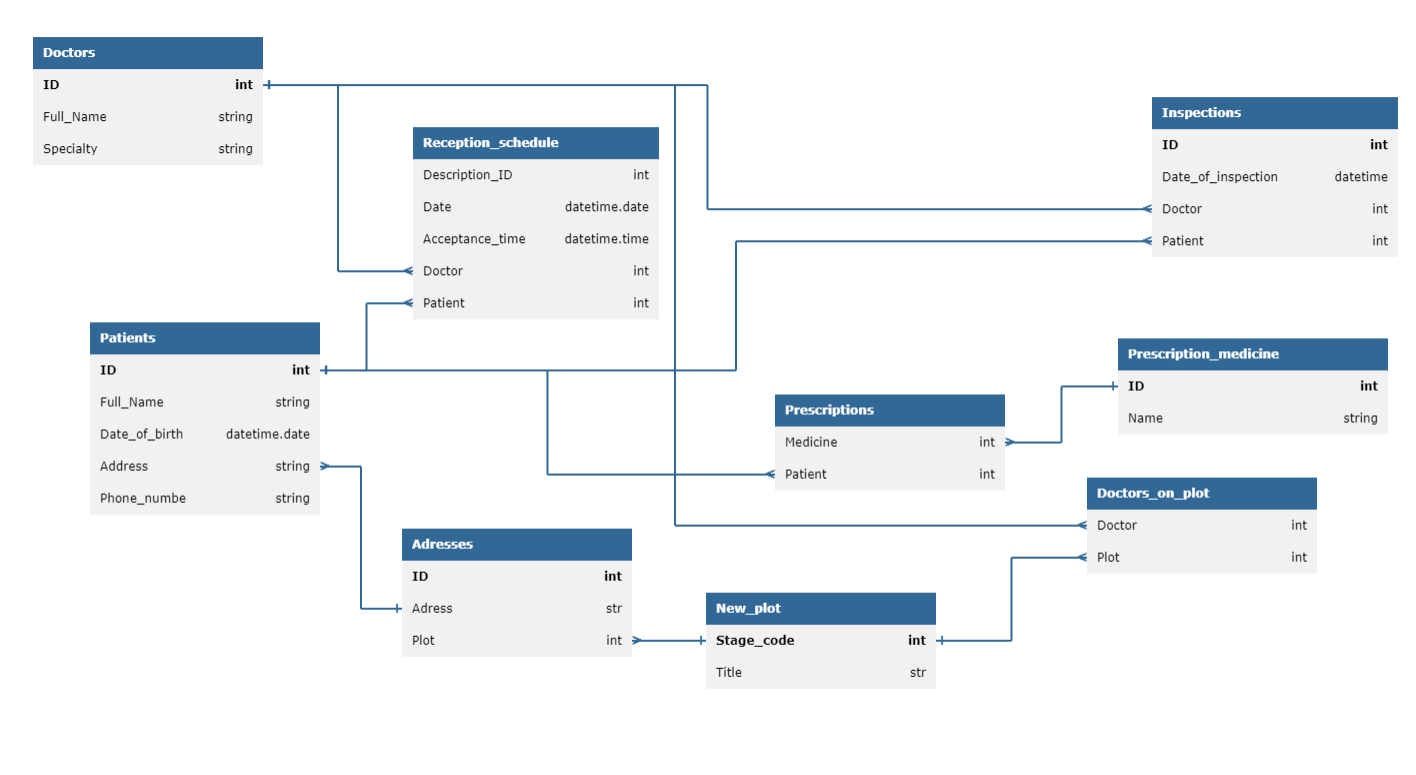 Doctors
ID int
Full_Name string
Specialty string
Reception_schedule
Description_ID int
Date datetime.date
Acceptance_time datetime.time
Doctor int
Patient int
Inspections
ID int
Date_of_inspection datetime
Doctor int
Patient int
Patients
ID int
Full_Name string
Date_of_birth datetime.date
Address string
Phone_numbe string
Prescription_medicine
ID int
Name string
Prescriptions
Medicine int
Patient int
Doctors_on_plot
Doctor int
Plot int
Adresses
ID int
Adress str
Plot int
New_plot
Stage_code int
Title str